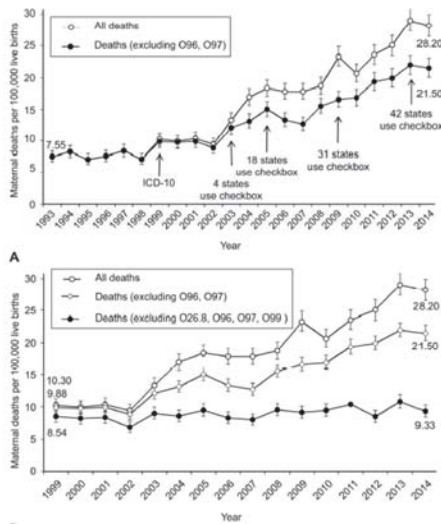 Maternal deaths per 100,000 live births
30
25
20
15
10
5
0
All deaths
Deaths (excluding O96, O97)
28.20
21.50
7.55
ICD-10
4 states
use checkbox
18 states
use checkbox
31 states
use checkbox
42 states
use checkbox
1993 1994 1995 1996 1997 1998 1999 2000 2001 2002 2003 2004 2005 2006 2007 2008 2009 2010 2011 2012 2013 2014
Year
A
Maternal deaths per 100,000 live births
30
25
20
15
10
5
0
All deaths
Deaths (excluding O96, O97)
Deaths (excluding O26.8, O96, O97, O99)
28.20
21.50
10.30
9.88
8.54
9.33
1999 2000 2001 2002 2003 2004 2005 2006 2007 2008 2009 2010 2011 2012 2013 2014
Year